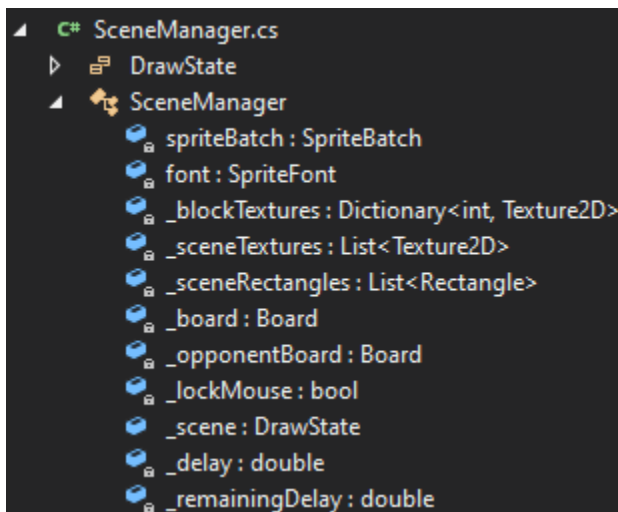 C# SceneManager.cs
DrawState
SceneManager
spriteBatch : SpriteBatch
font : SpriteFont
_blockTextures : Dictionary<int, Texture2D>
_sceneTextures : List<Texture2D>
_sceneRectangles : List<Rectangle>
_board : Board
_opponentBoard : Board
_lockMouse : bool
_scene : DrawState
_delay : double
_remainingDelay : double